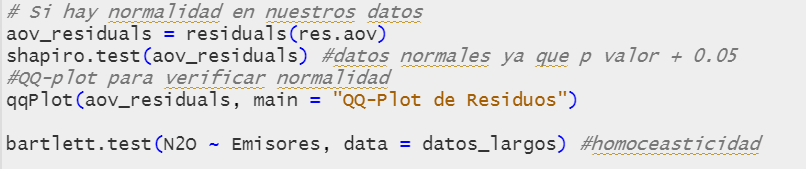 # Si hay normalidad en nuestros datos
aov_residuals = residuals(res.aov)
shapiro.test(aov_residuals) #datos normales ya que p valor + 0.05
#QQ-plot para verificar normalidad
qqPlot(aov_residuals, main = "QQ-Plot de Residuos")
bartlett.test(N2O ~ Emisores, data = datos_largos) #homoceasticidad